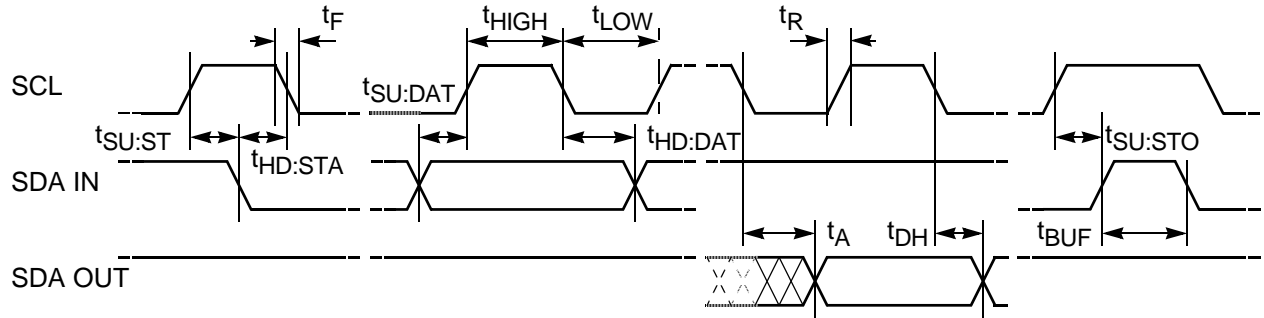 tF
tHIGH
tLOW
tR
SCL
tSU:DAT
tSU:ST
tHD:STA
tHD:DAT
tSU:STO
SDA IN
tA
tDH
tBUF
SDA OUT